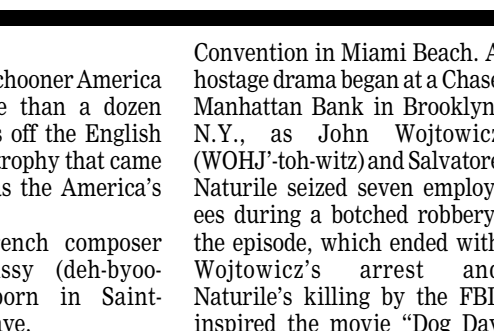 chooner America
e than a dozen
s off the English
trophy that came
s the America's
ench composer
ssy (deh-byoo-
orn in Saint-
aye.
Convention in Miami Beach. A
hostage drama began at a Chase
Manhattan Bank in Brooklyn,
N.Y., as John Wojtowicz
(WOHJ'-toh-witz) and Salvatore
Naturile seized seven employ-
ees during a botched robbery;
the episode, which ended with
Wojtowicz's arrest and
Naturile's killing by the FBI,
inspired the movie “Dog Day